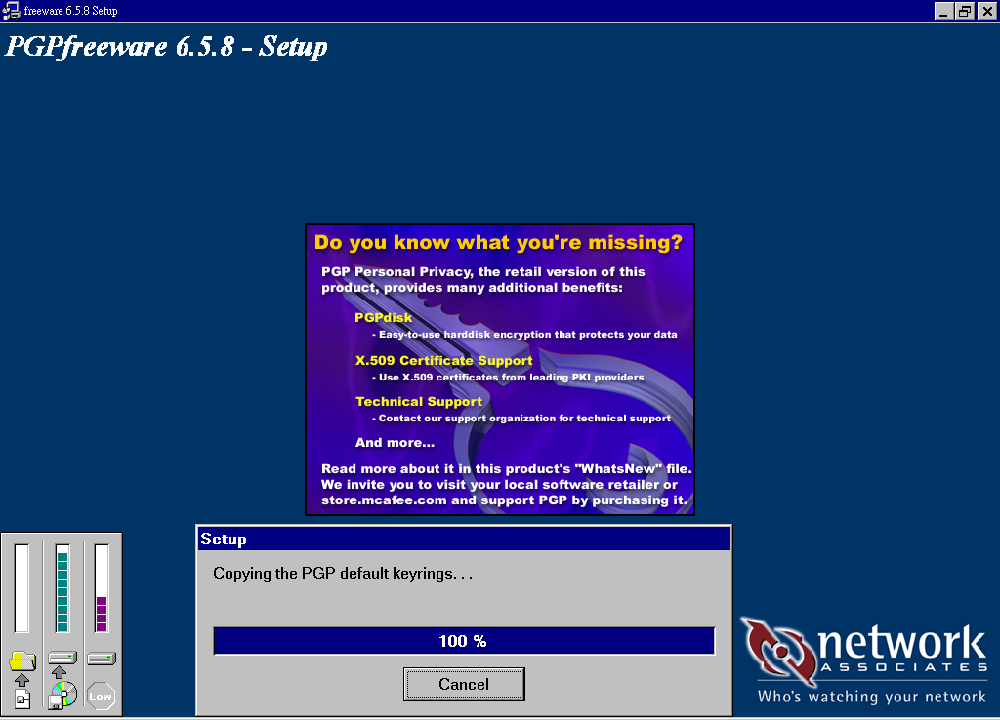 freeware 6.5.8 Setup
PGPfreeware 6.5.8 - Setup
Do you know what you're missing?
PGP Personal Privacy, the retail version of this
product, provides many additional benefits:
PGPdisk
- Easy-to-use harddisk encryption that protects your data
X.509 Certificate Support
- Use X.509 certificates from leading PKI providers
Technical Support
- Contact our support organization for technical support
And more...
Read more about it in this product's "WhatsNew" file.
We invite you to visit your local software retailer or
store.mcafee.com and support PGP by purchasing it.
Setup
Copying the PGP default keyrings. . .
100 %
Cancel
Low
network
ASSOCIATES
Who's watching your network